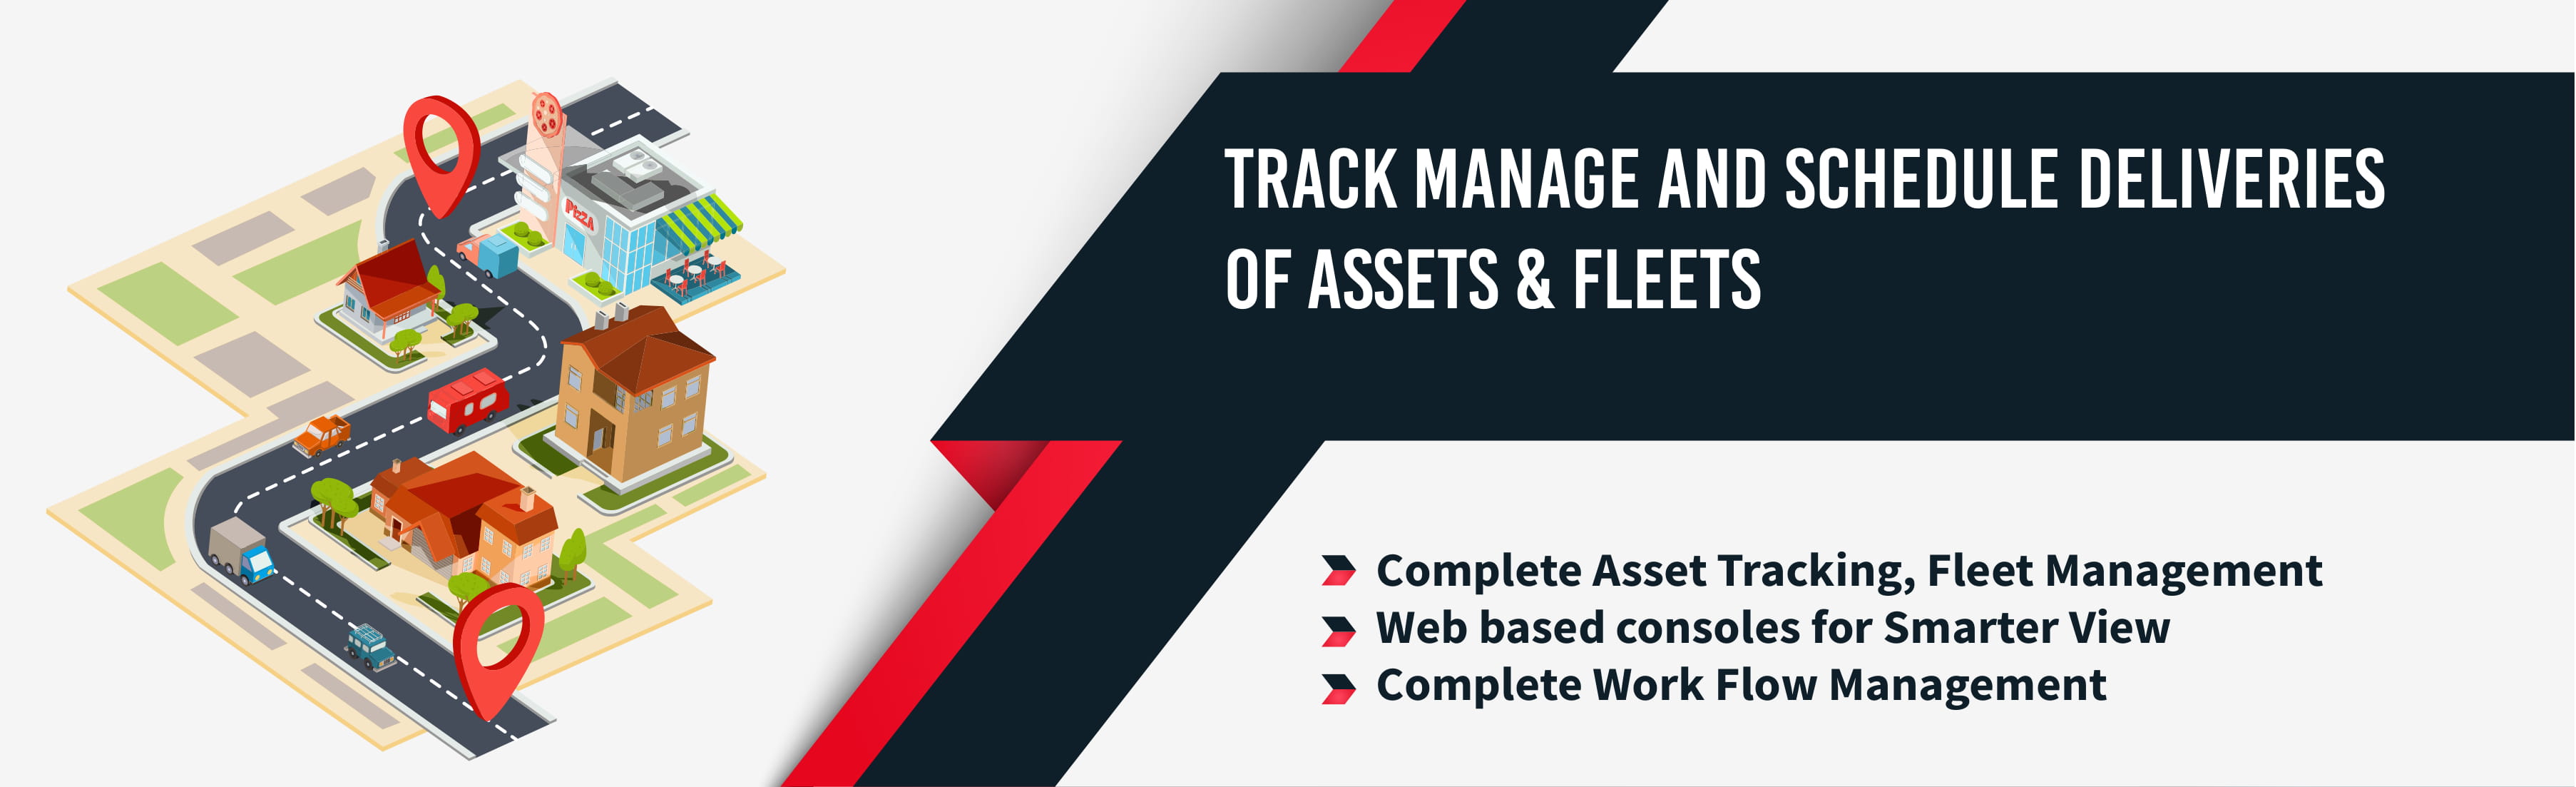 PIZZA
TRACK MANAGE AND SCHEDULE DELIVERIES
OF ASSETS & FLEETS
Complete Asset Tracking, Fleet Management
Web based consoles for Smarter View
Complete Work Flow Management